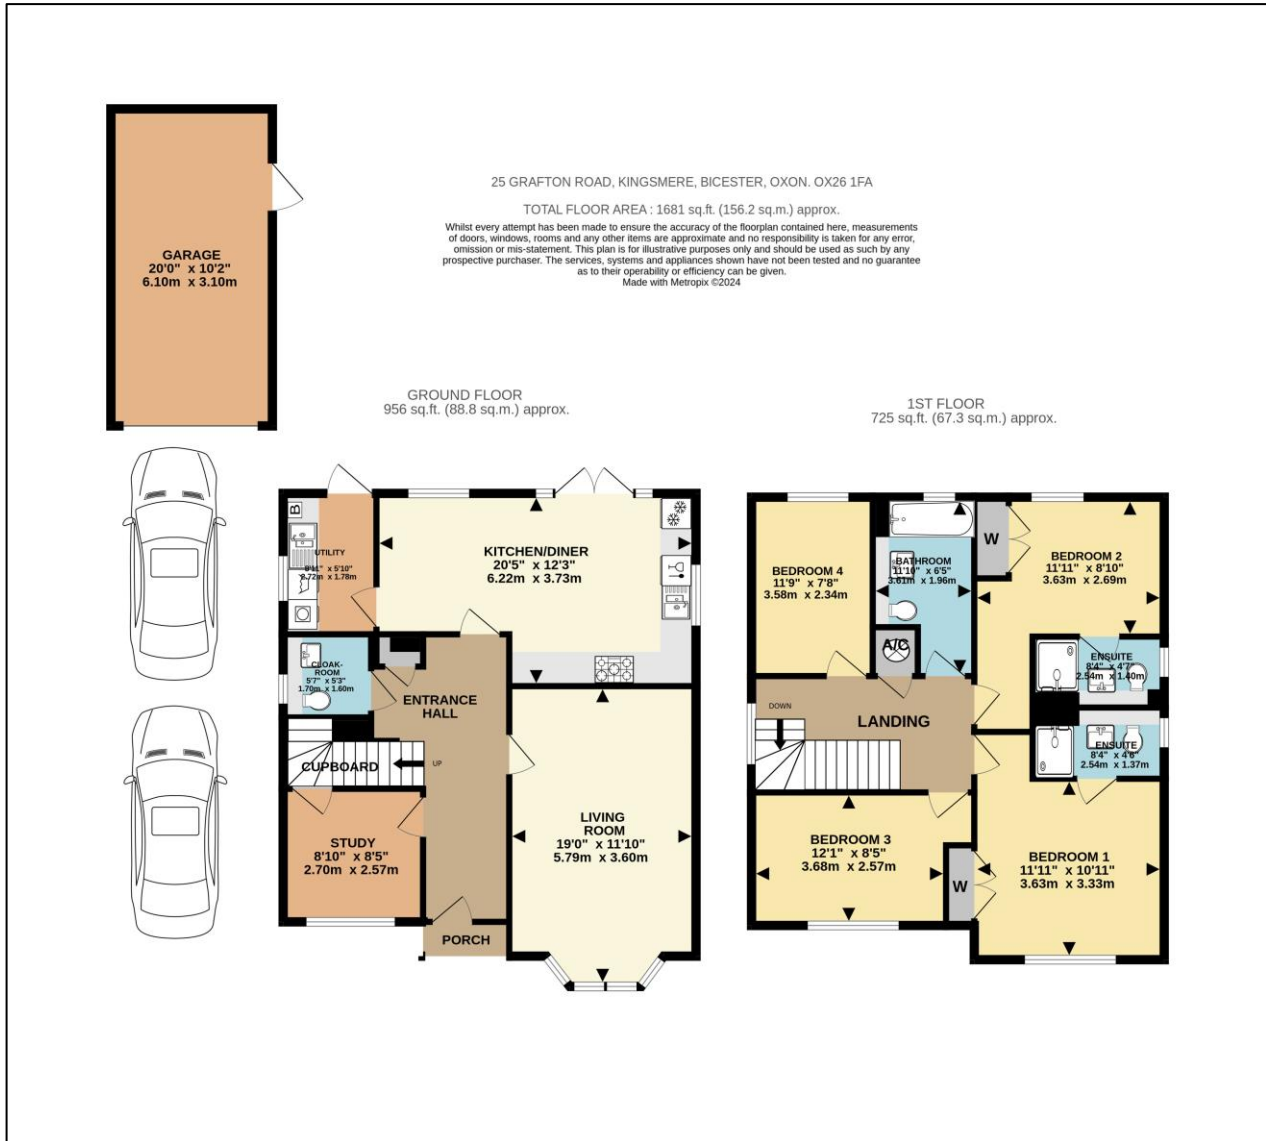 25 GRAFTON ROAD, KINGSMERE, BICESTER, OXON. OX26 1FA
TOTAL FLOOR AREA : 1681 sq.ft. (156.2 sq.m.) approx.
Whilst every attempt has been made to ensure the accuracy of the floorplan contained here, measurements
of doors, windows, rooms and any other items are approximate and no responsibility is taken for any error,
omission or mis-statement. This plan is for illustrative purposes only and should be used as such by any
prospective purchaser. The services, systems and appliances shown have not been tested and no guarantee
as to their operability or efficiency can be given.
Made with Metropix ©2024
GARAGE
20'0" x 10'2"
6.10m x 3.10m
GROUND FLOOR
956 sq.ft. (88.8 sq.m.) approx.
B
UTILITY
8'11" x 5'10"
2.72m x 1.78m
KITCHEN/DINER
20'5" x 12'3"
6.22m x 3.73m
CLOAK-
ROOM
5'7" x 5'3"
1.70m x 1.60m
ENTRANCE
HALL
CUPBOARD
UP
STUDY
8'10" x 8'5"
2.70m x 2.57m
LIVING
ROOM
19'0" x 11'10"
5.79m x 3.60m
PORCH
1ST FLOOR
725 sq.ft. (67.3 sq.m.) approx.
BEDROOM 4
11'9" x 7'8"
3.58m x 2.34m
BATHROOM
11'10" x 6'5"
3.61m x 1.96m
W
BEDROOM 2
11'11" x 8'10"
3.63m x 2.69m
A/C
ENSUITE
8'4" x 4'7"
2.54m x 1.40m
DOWN
LANDING
ENSUITE
8'4" x 4'6"
2.54m x 1.37m
BEDROOM 3
12'1" x 8'5"
3.68m x 2.57m
W
BEDROOM 1
11'11" x 10'11"
3.63m x 3.33m